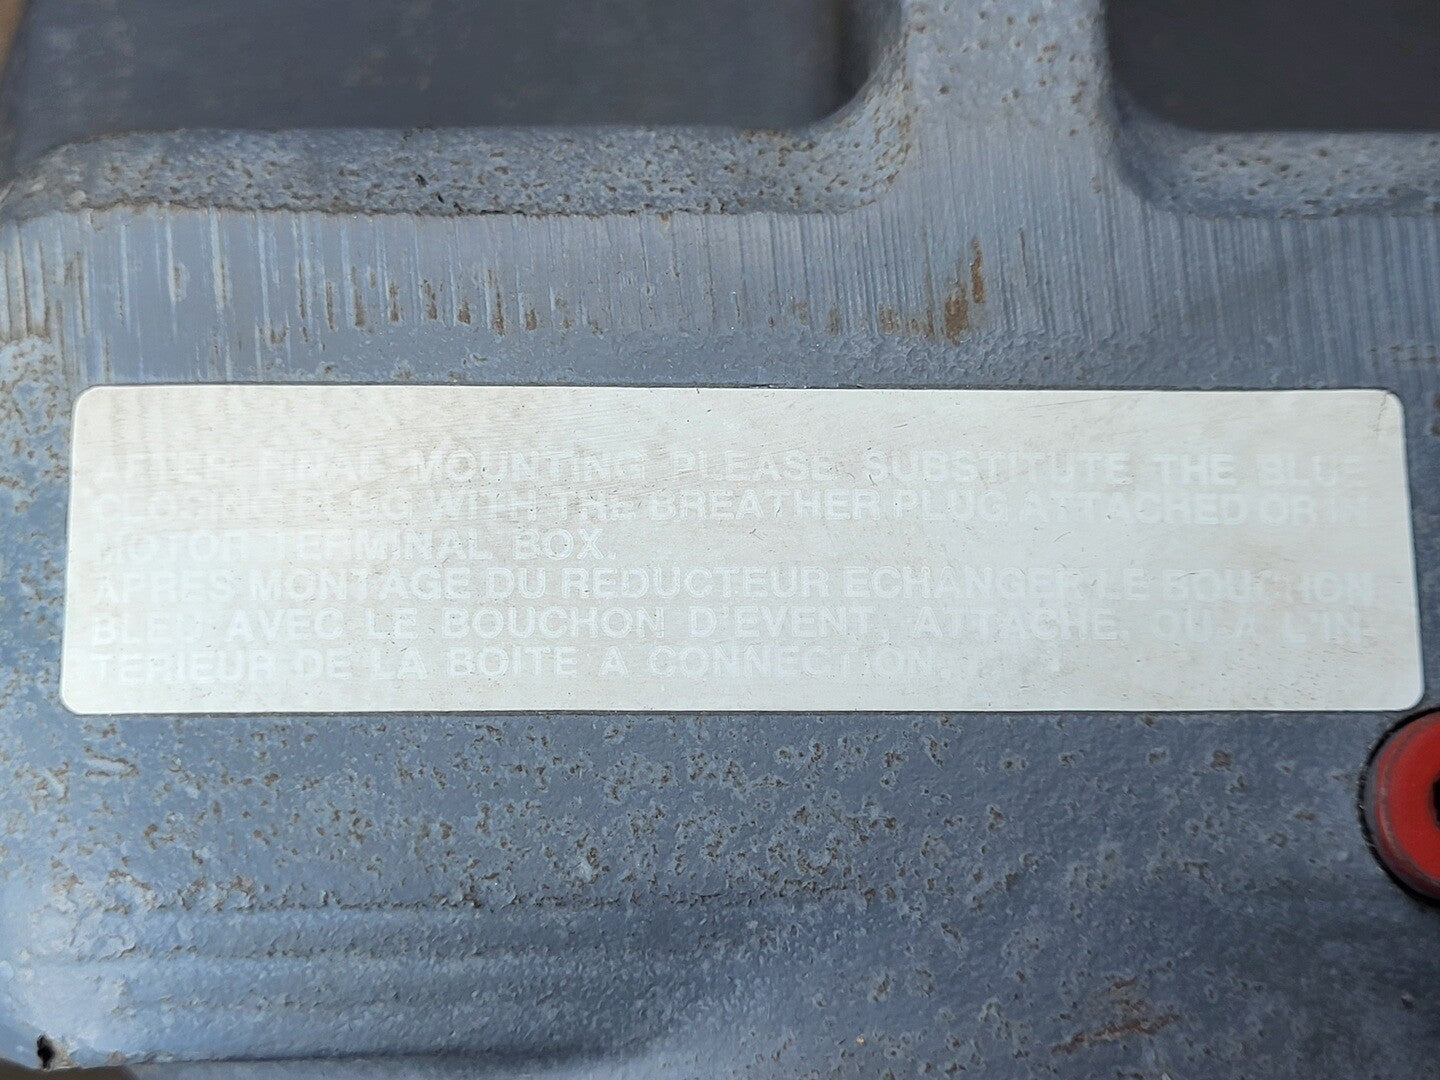 AFTER FINAL MOUNTING PLEASE SUBSTITUTE THE BLUE
CLOSING PLUG WITH THE BREATHER PLUG ATTACHED OR IN
MOTOR TERMINAL BOX.
APRES MONTAGE DU REDUCTEUR ECHANGER LE BOUCHON
BLEU AVEC LE BOUCHON D'EVENT, ATTACHE, OU A L'IN-
TERIEUR DE LA BOITE A CONNECTION.